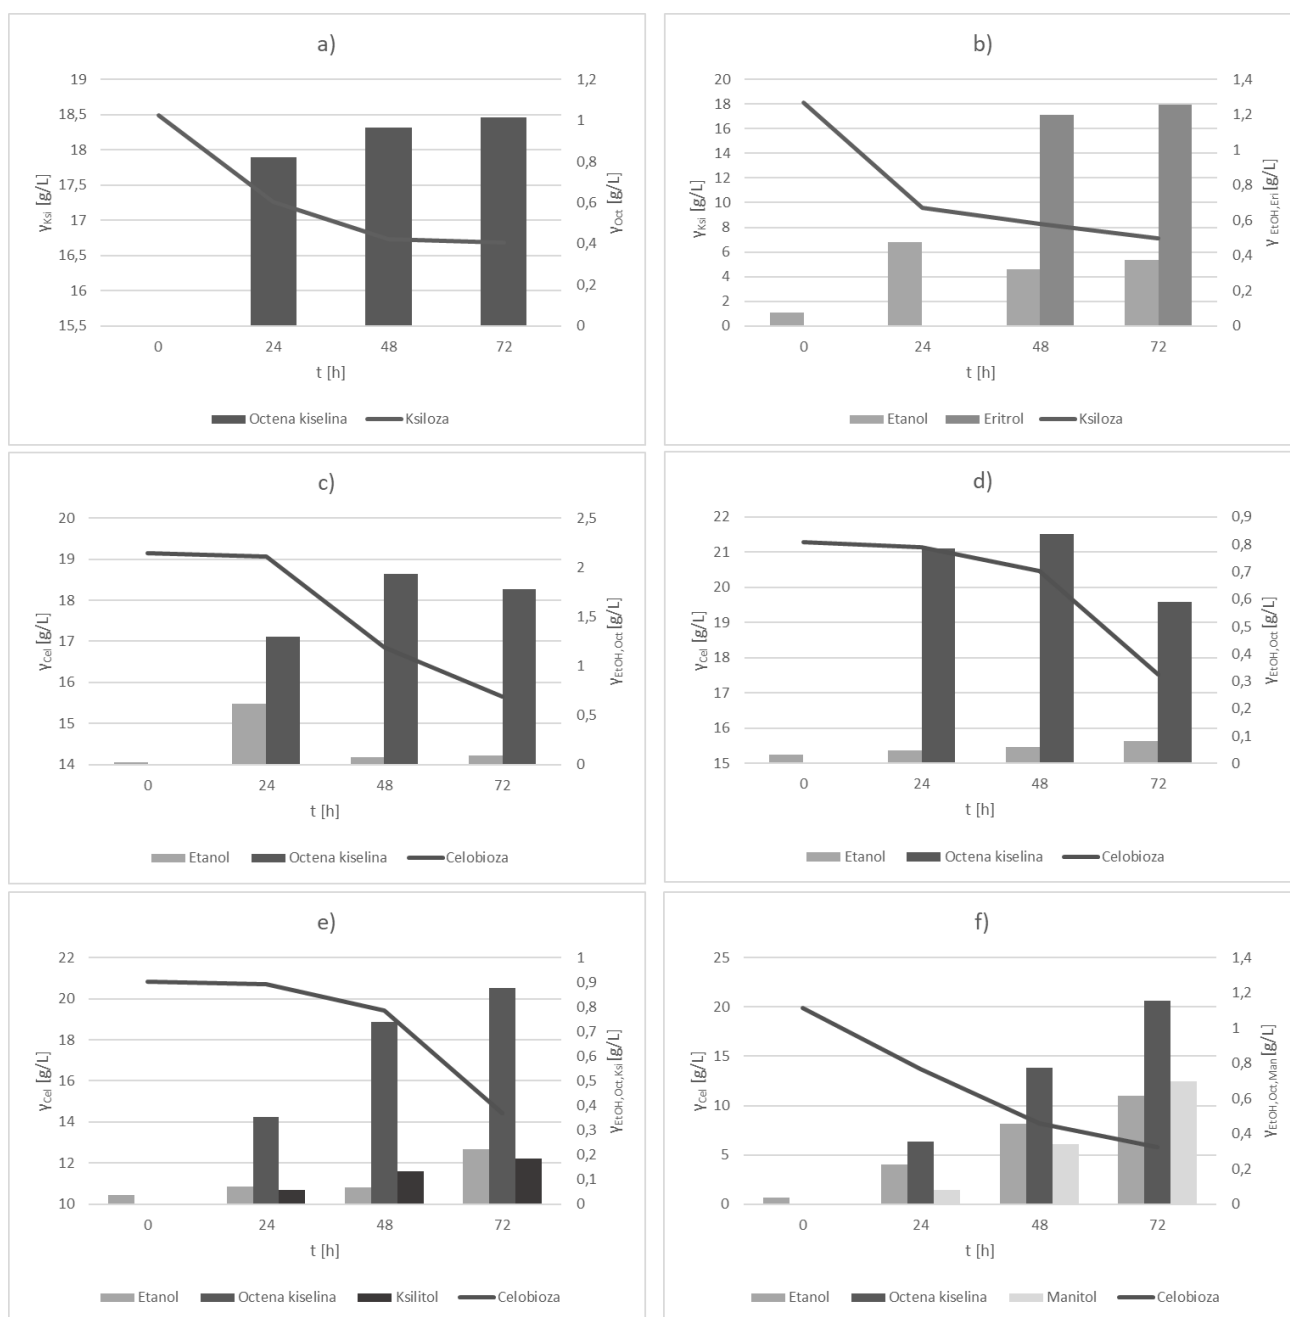 a)
19
18,5
18
17,5
17
16,5
16
15,5
1,2
1
0,8
0,6
0,4
0,2
0
γKsi [g/L]
γOct [g/L]
0 24 48 72
t [h]
Octena kiselina Ksiloza
b)
20
18
16
14
12
10
8
6
4
2
0
1,4
1,2
1
0,8
0,6
0,4
0,2
0
γKsi [g/L]
γ EtOH,Eri [g/L]
0 24 48 72
t [h]
Etanol Eritrol Ksiloza
c)
20
19
18
17
16
15
14
2,5
2
1,5
1
0,5
0
γCel [g/L]
γEtOH,Oct [g/L]
0 24 48 72
t [h]
Etanol Octena kiselina Celobioza
d)
22
21
20
19
18
17
16
15
0,9
0,8
0,7
0,6
0,5
0,4
0,3
0,2
0,1
0
γCel [g/L]
γEtOH,Oct [g/L]
0 24 48 72
t [h]
Etanol Octena kiselina Celobioza
e)
22
20
18
16
14
12
10
1
0,9
0,8
0,7
0,6
0,5
0,4
0,3
0,2
0,1
0
γCel [g/L]
γEtOH,Oct,Ksi [g/L]
0 24 48 72
t [h]
Etanol Octena kiselina Ksilitol Celobioza
f)
25
20
15
10
5
0
1,4
1,2
1
0,8
0,6
0,4
0,2
0
γCel [g/L]
γEtOH,Oct,Man [g/L]
0 24 48 72
t [h]
Etanol Octena kiselina Manitol Celobioza